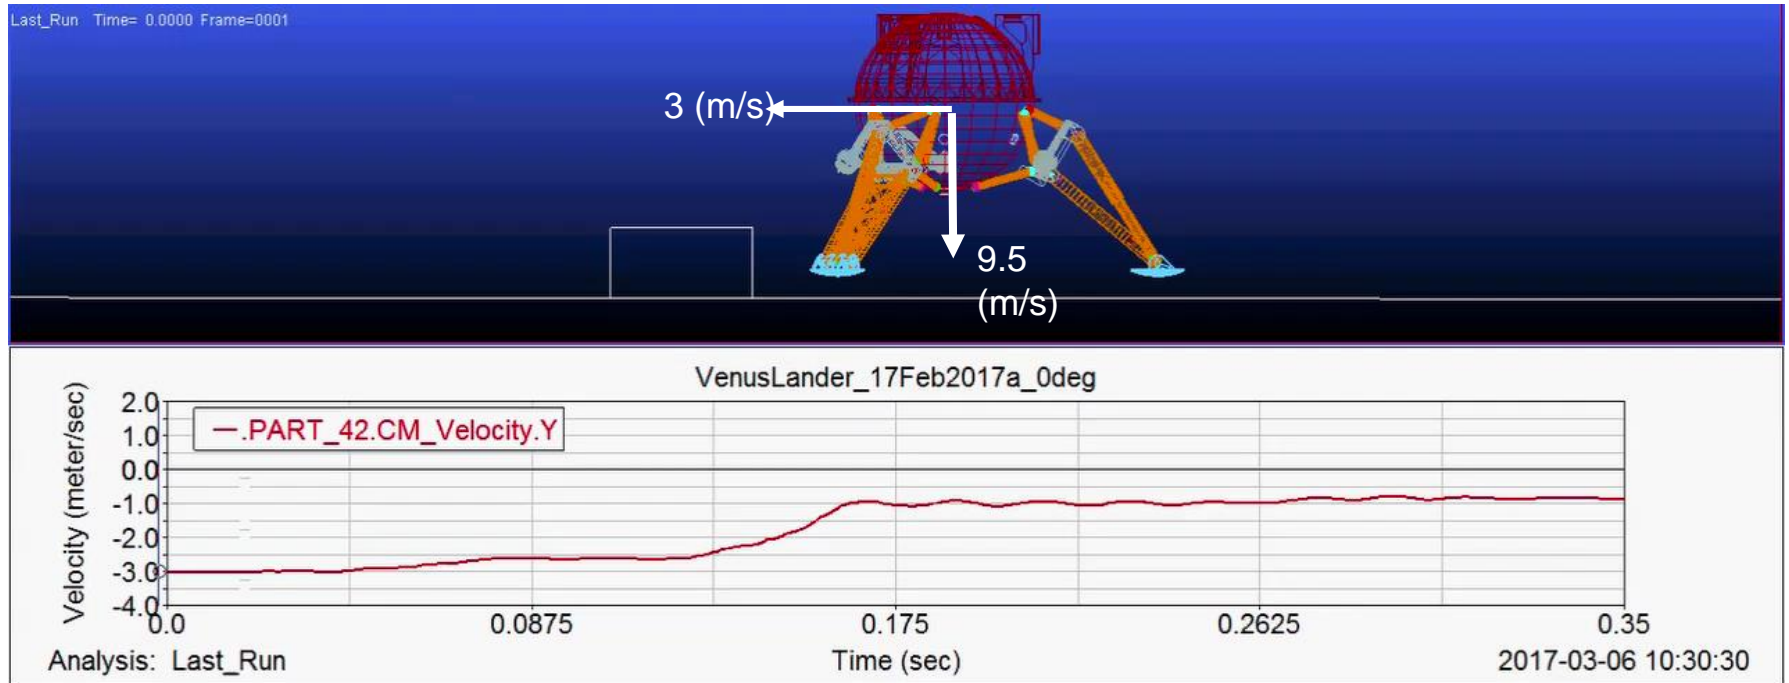 Last_Run Time= 0.0000 Frame=0001
3 (m/s)
9.5
(m/s)
VenusLander_17Feb2017a_0deg
Velocity (meter/sec)
2.0
1.0
0.0
-1.0
-2.0
-3.0
-4.0
.PART_42.CM_Velocity.Y
0.0
0.0875
0.175
0.2625
0.35
Analysis: Last_Run
Time (sec)
2017-03-06 10:30:30